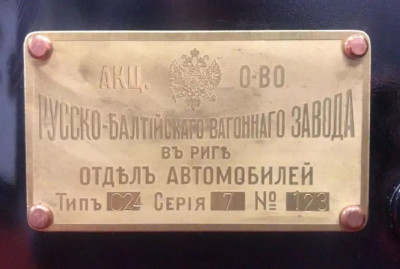 АКЦ. О-ВО
РУССКО-БАЛТІЙСКАГО ВАГОННАГО ЗАВОДА
ВЪ РИГѢ
ОТДѢЛЪ АВТОМОБИЛЕЙ
ТИПЪ С24 СЕРІЯ 7 № 123